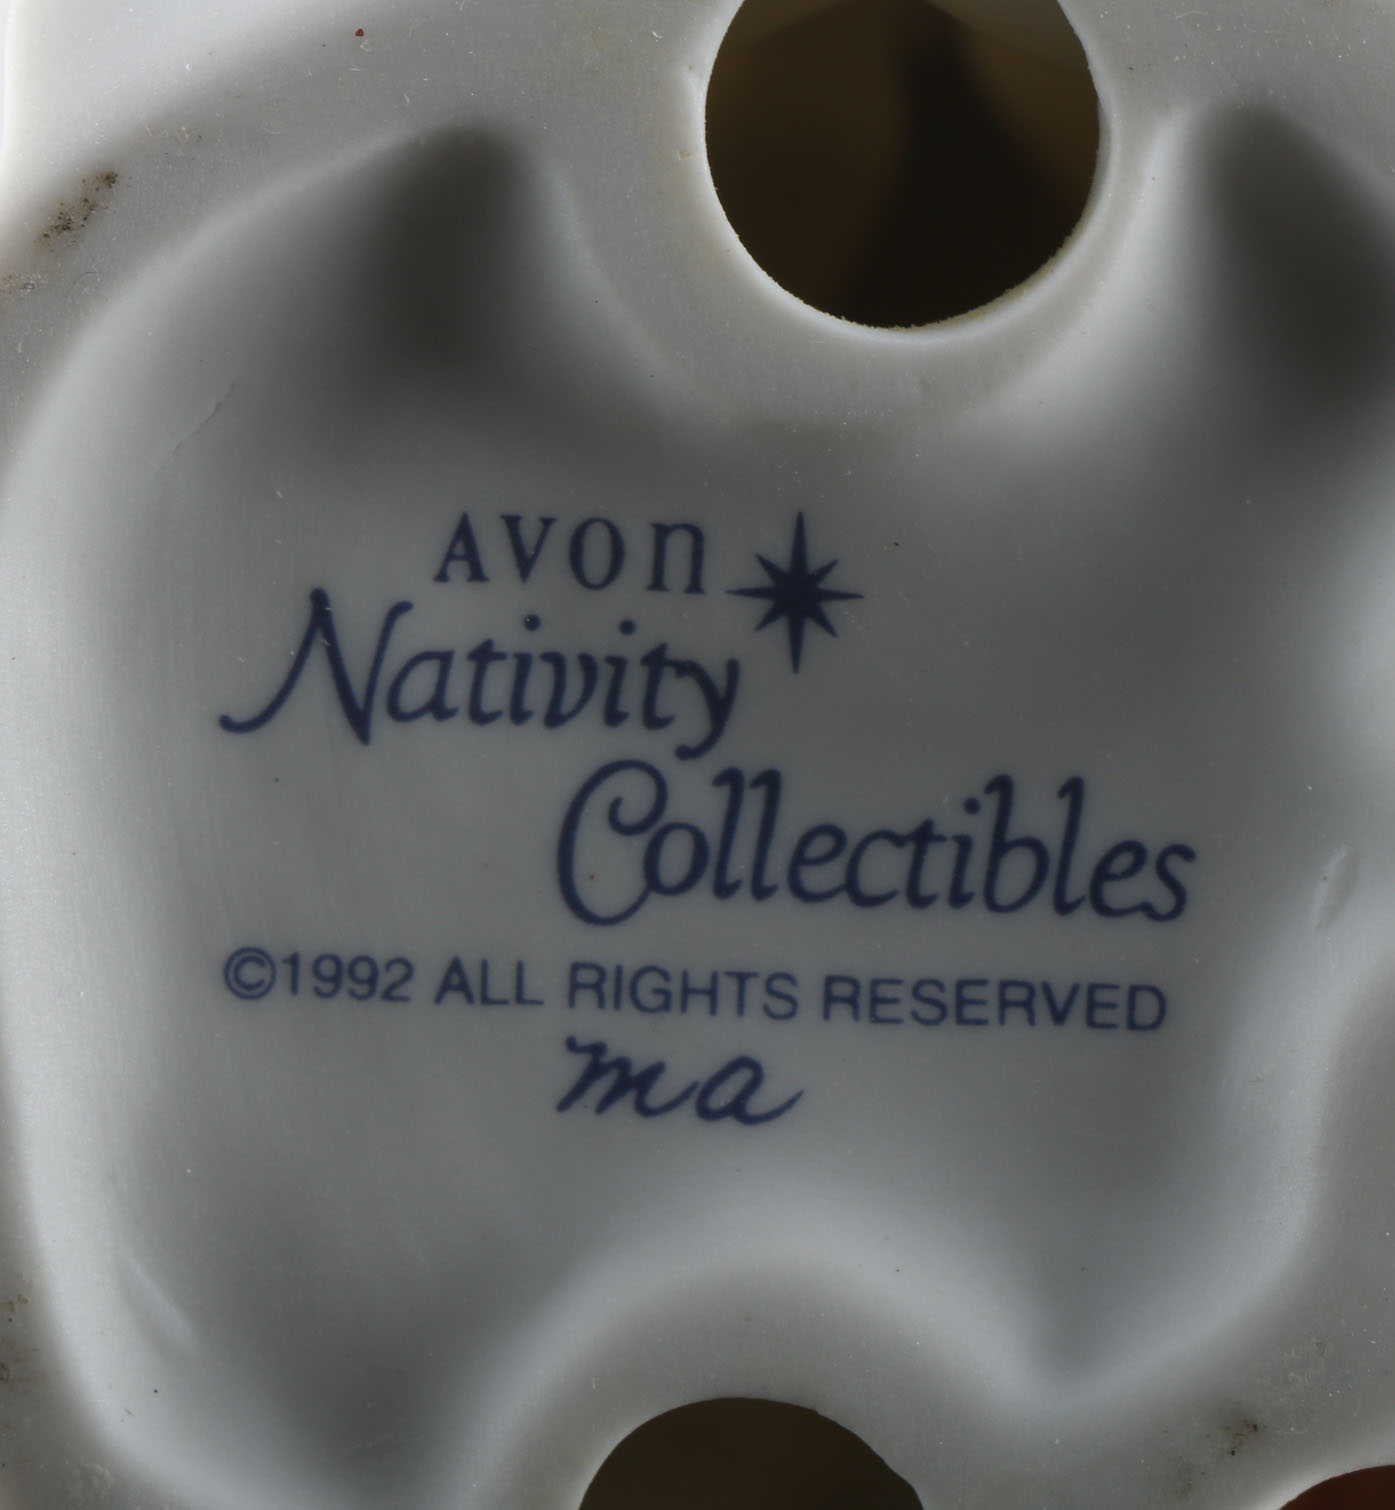 AVON
Nativity
Collectibles
©1992 ALL RIGHTS RESERVED
ma